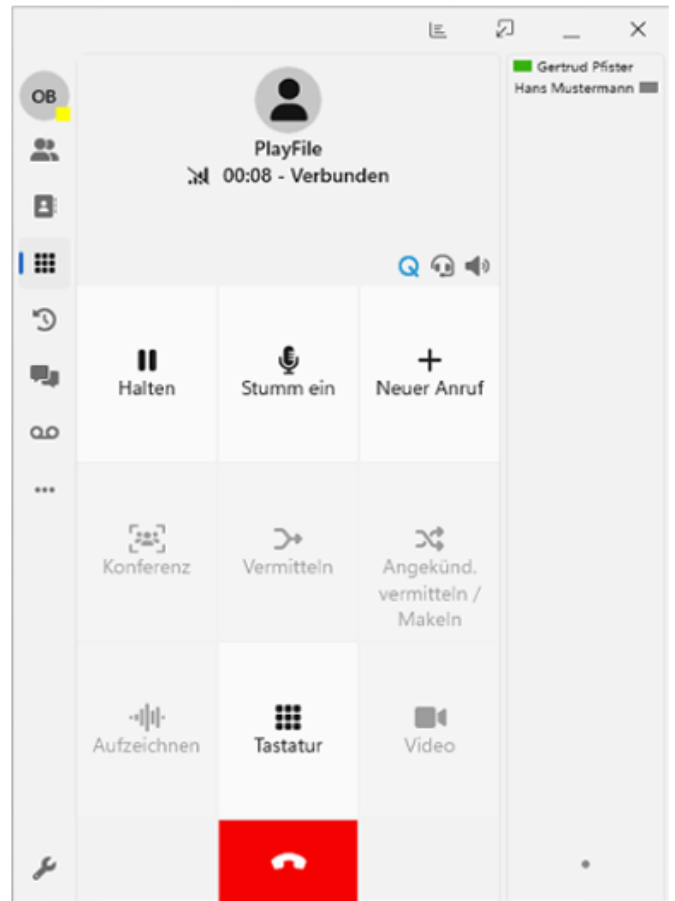 OB
PlayFile
00:08 - Verbunden
Gertrud Pfister
Hans Mustermann
Halten
Stumm ein
Neuer Anruf
Konferenz
Vermitteln
Angekünd.
vermitteln /
Makeln
Aufzeichnen
Tastatur
Video